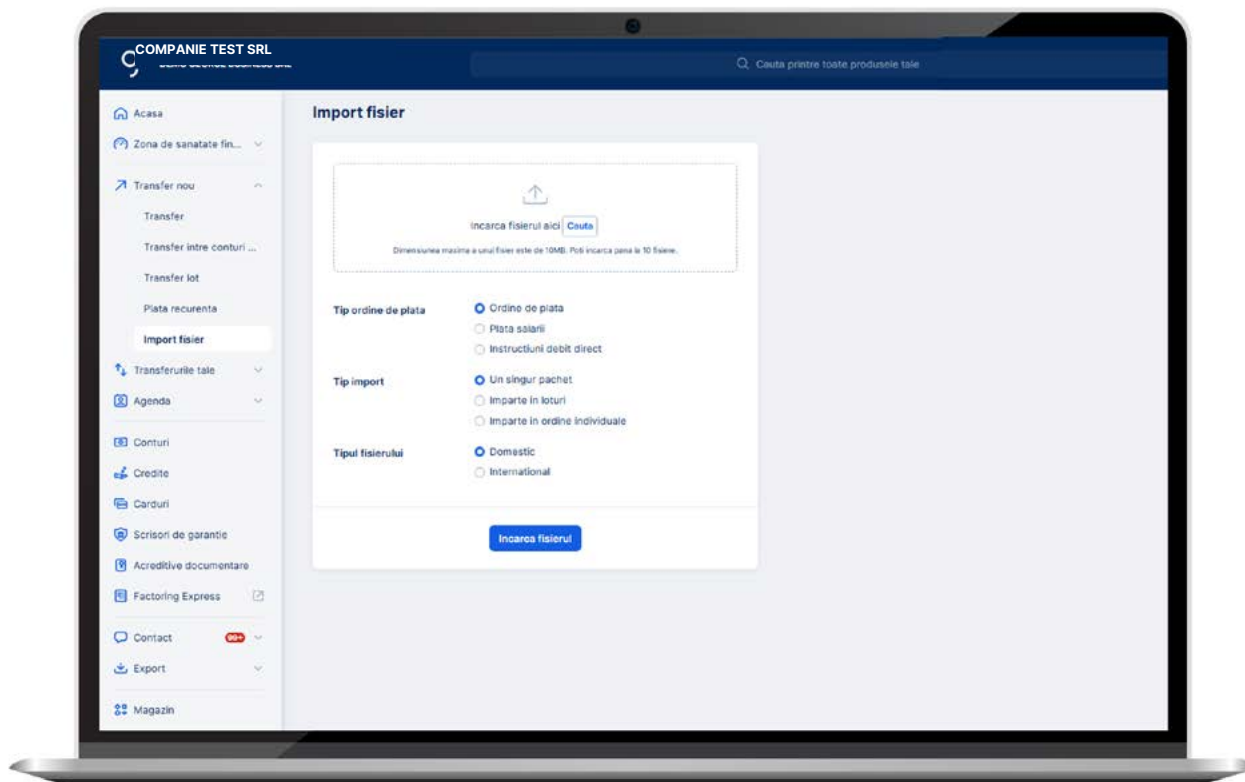 COMPANIE TEST SRL
DEMO GEORGE BUSINESS SRL
Cauta printre toate produsele tale
Acasa
Zona de sanatate fin...
Transfer nou
Transfer
Transfer intre conturi ...
Transfer lot
Plata recurenta
Import fisier
Transferurile tale
Agenda
Conturi
Credite
Carduri
Scrisori de garantie
Acreditive documentare
Factoring Express
Contact 99+
Export
Magazin
Import fisier
Incarca fisierul aici Cauta
Dimensiunea maxima a unui fisier este de 10MB. Poti incarca pana la 10 fisiere.
Tip ordine de plata
Ordine de plata
Plata salarii
Instructiuni debit direct
Tip import
Un singur pachet
Imparte in loturi
Imparte in ordine individuale
Tipul fisierului
Domestic
International
Incarca fisierul